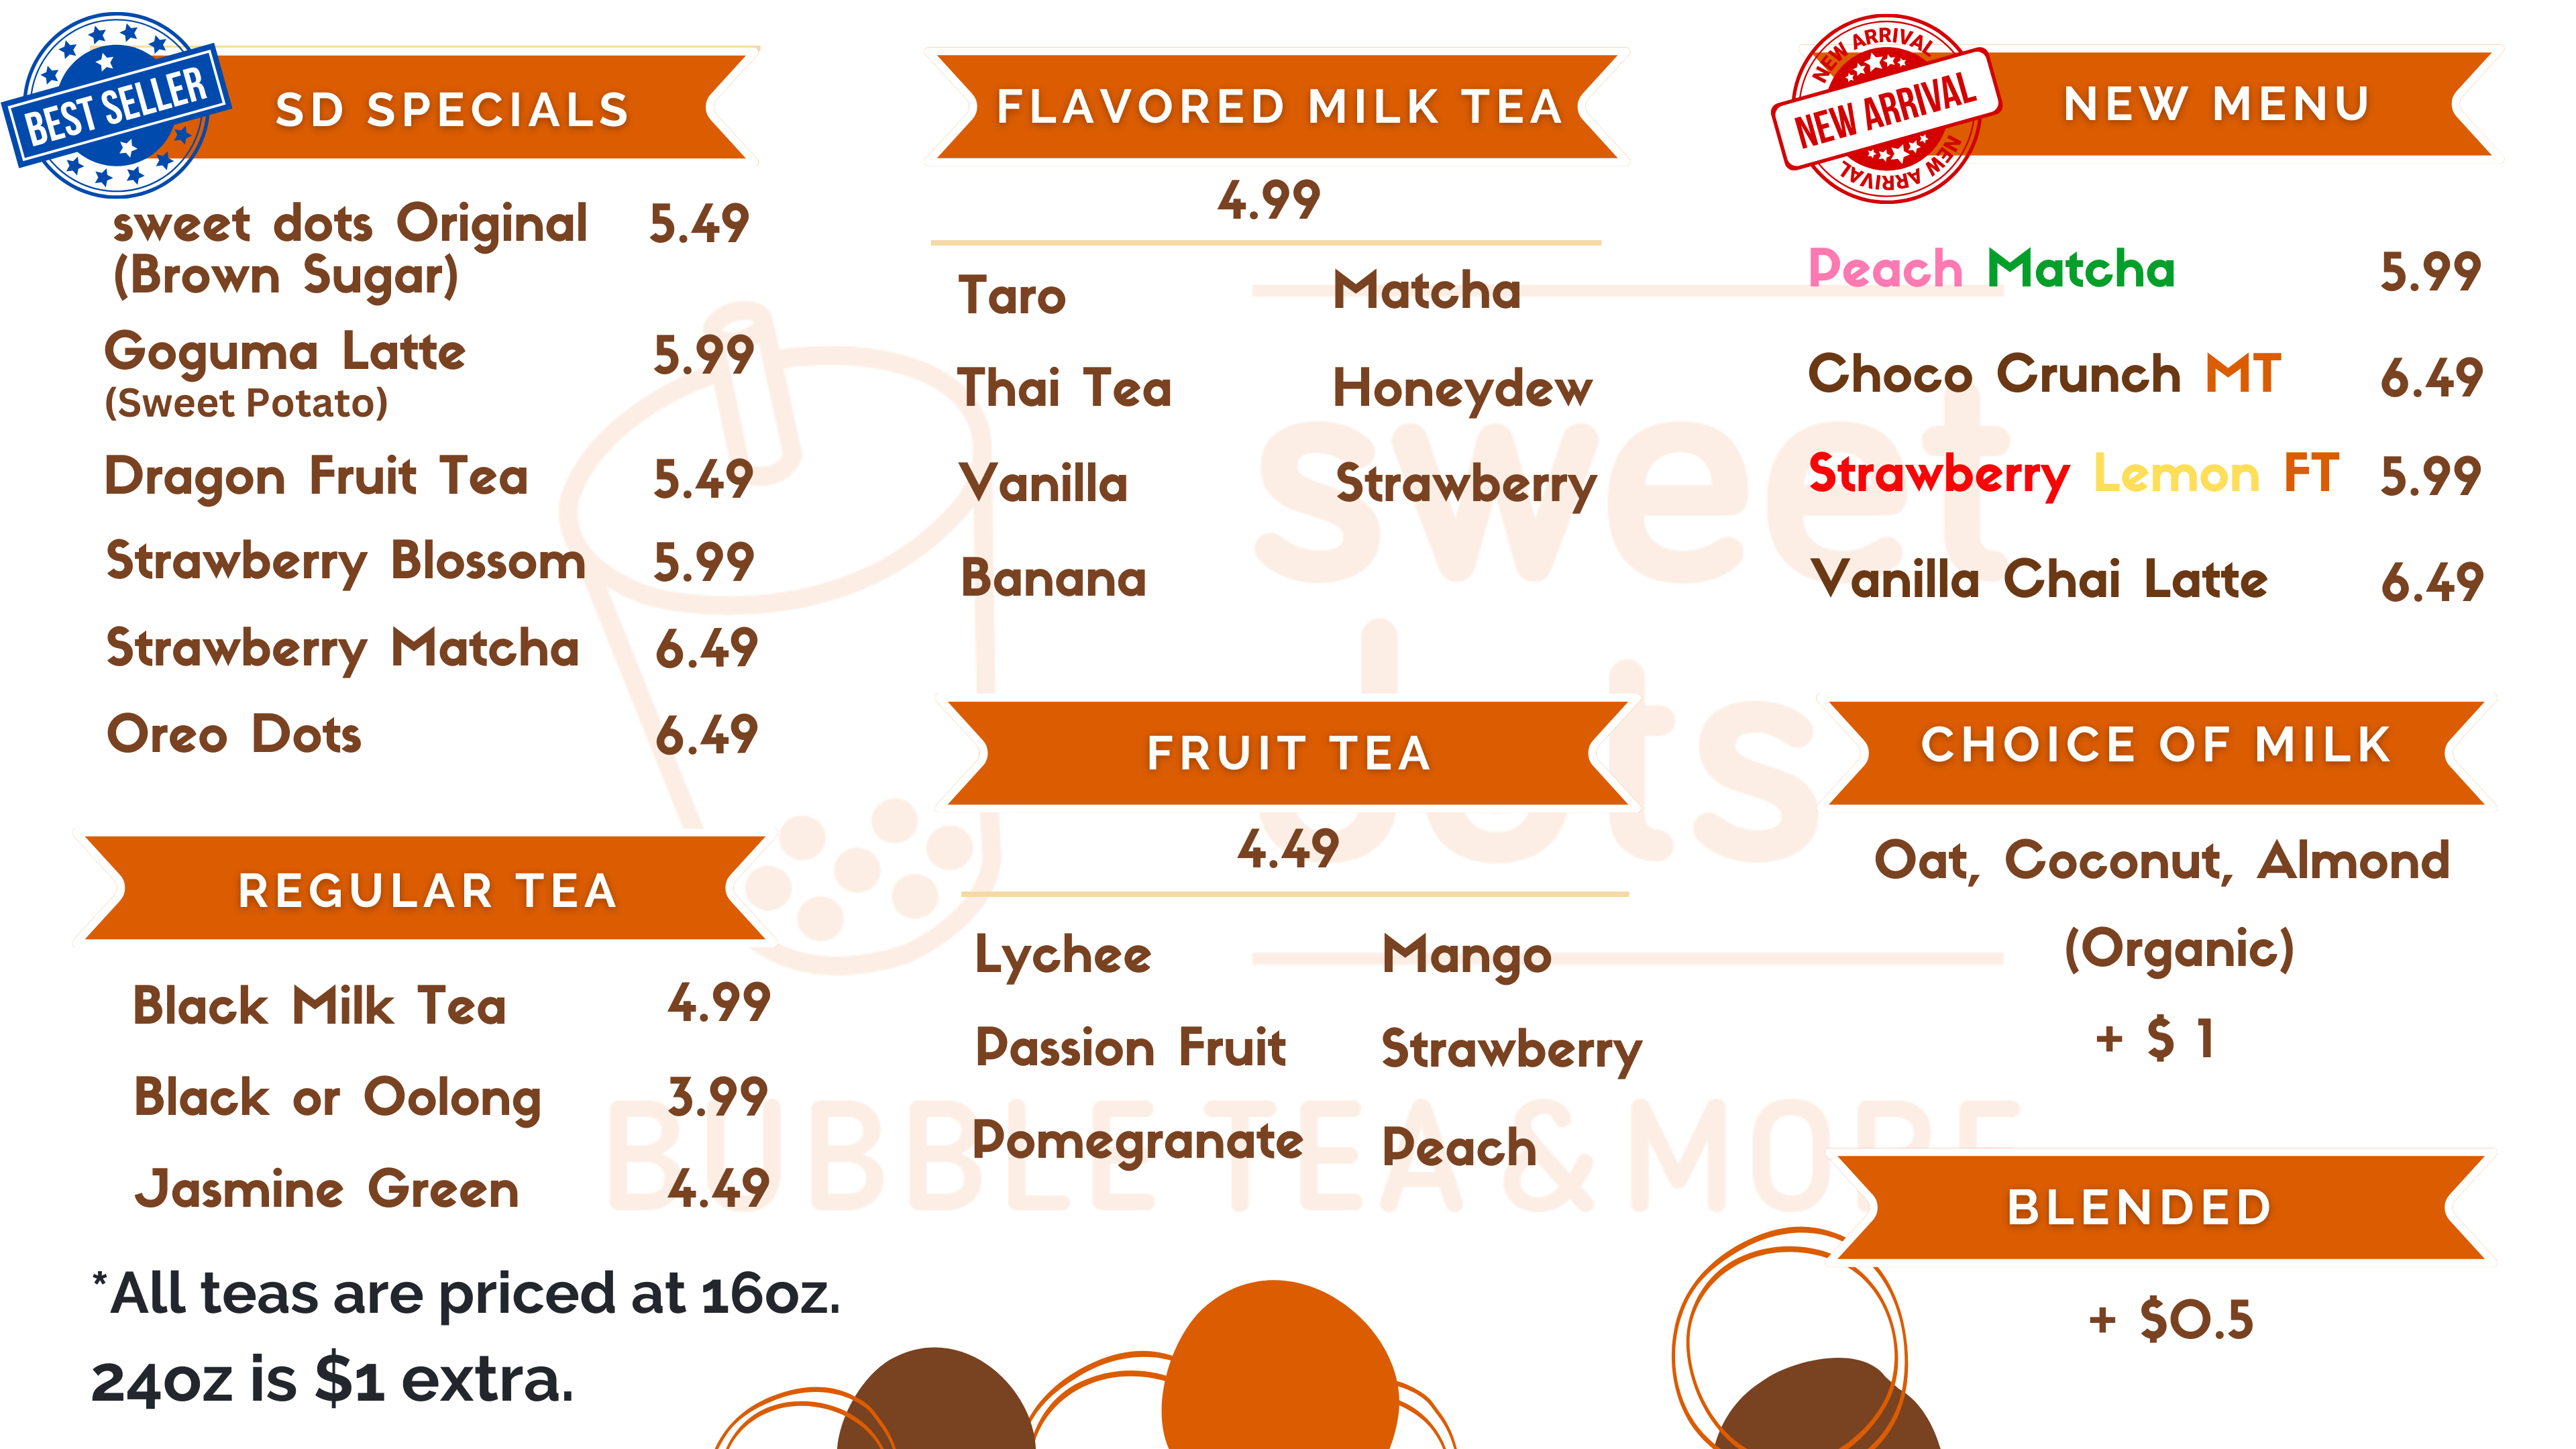 BEST SELLER
SD SPECIALS
sweet dots Original 5.49
(Brown Sugar)
Goguma Latte 5.99
(Sweet Potato)
Dragon Fruit Tea 5.49
Strawberry Blossom 5.99
Strawberry Matcha 6.49
Oreo Dots 6.49
REGULAR TEA
Black Milk Tea 4.99
Black or Oolong 3.99
Jasmine Green 4.49
*All teas are priced at 16oz.
24oz is $1 extra.
FLAVORED MILK TEA
4.99
Taro Matcha
Thai Tea Honeydew
Vanilla Strawberry
Banana
FRUIT TEA
4.49
Lychee Mango
Passion Fruit Strawberry
Pomegranate Peach
NEW ARRIVAL
NEW ARRIVAL
NEW ARRIVAL
NEW MENU
Peach Matcha 5.99
Choco Crunch MT 6.49
Strawberry Lemon FT 5.99
Vanilla Chai Latte 6.49
CHOICE OF MILK
Oat, Coconut, Almond
(Organic)
+ $ 1
BLENDED
+ $0.5
sweet
dots
BUBBLE TEA & MORE